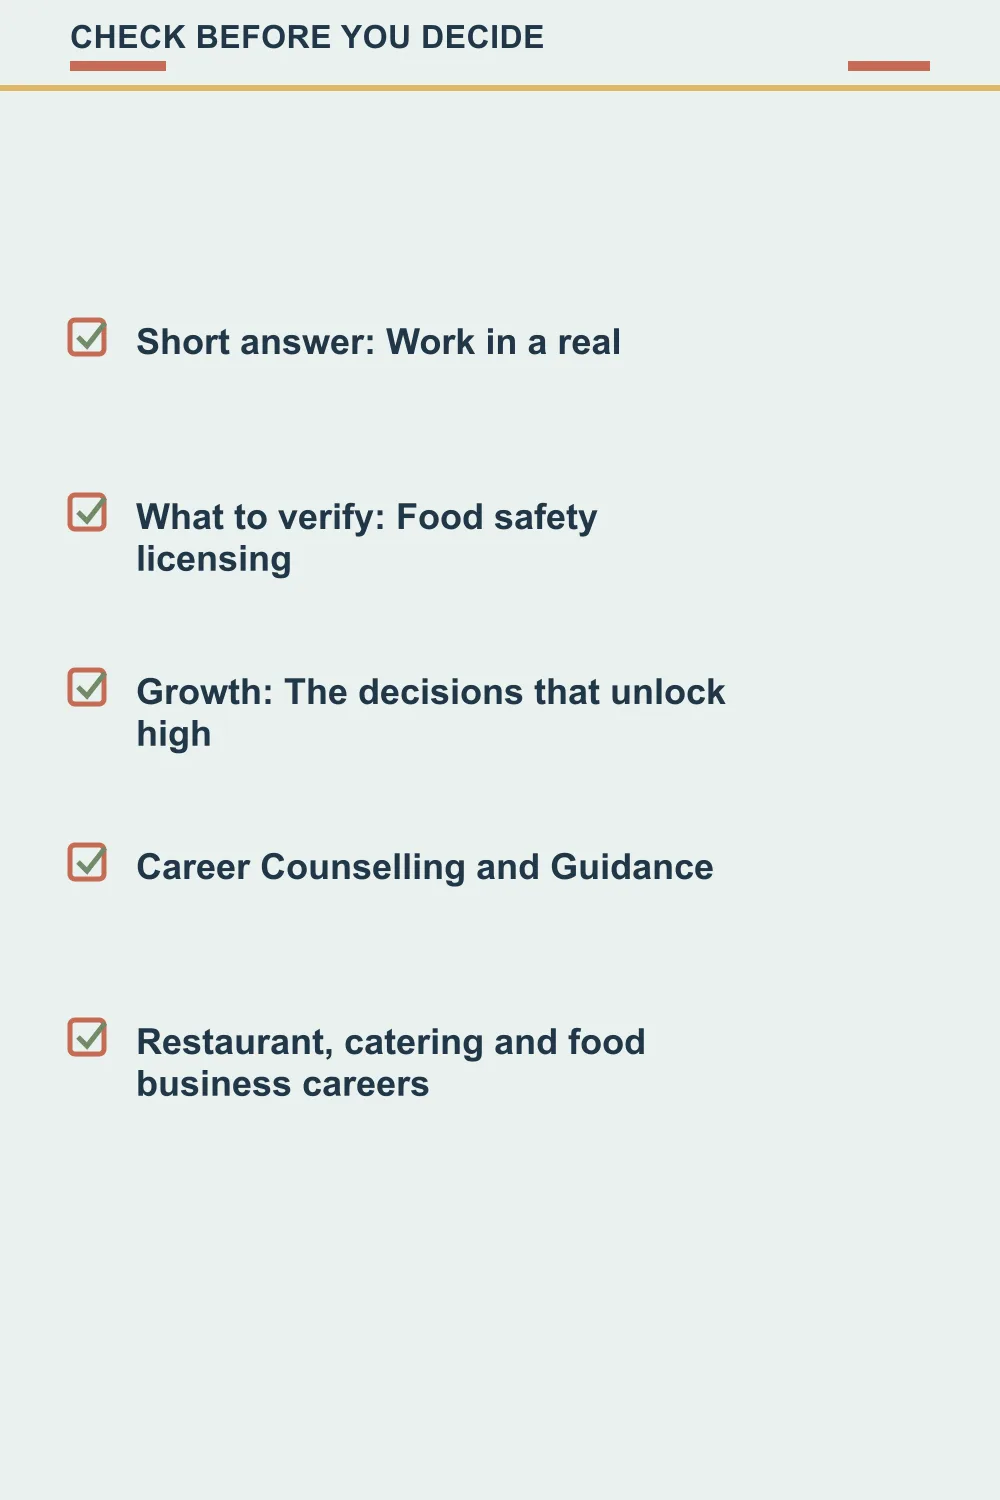 CHECK BEFORE YOU DECIDE
Short answer: Work in a real
What to verify: Food safety
licensing
Growth: The decisions that unlock
high
Career Counselling and Guidance
Restaurant, catering and food
business careers